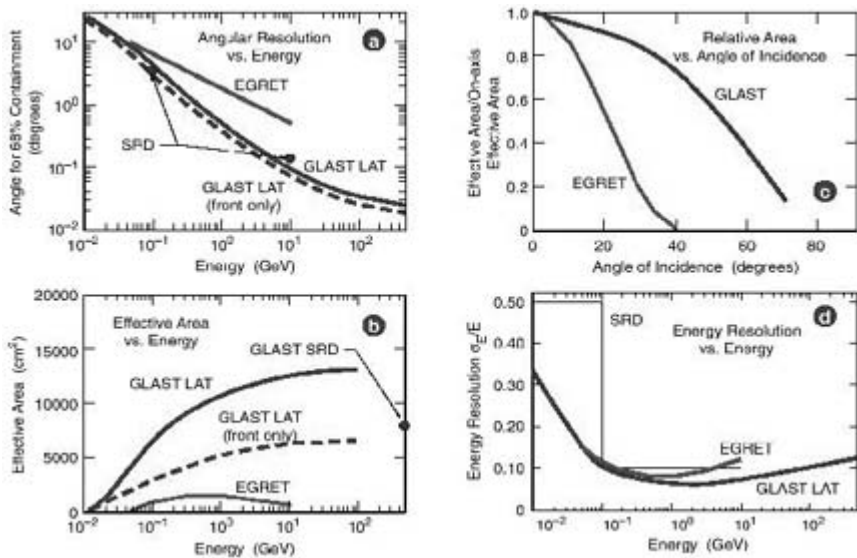 Angle for 68% Containment
(degrees)
10¹
10⁰
10⁻¹
10⁻²
Angular Resolution
vs. Energy
a
EGRET
SRD
GLAST LAT
GLAST LAT
(front only)
10⁻² 10⁻¹ 10⁰ 10¹ 10²
Energy (GeV)
Effective Area/On-axis
Effective Area
1.0
0.8
0.6
0.4
0.2
0
Relative Area
vs. Angle of Incidence
GLAST
EGRET
c
0 20 40 60 80
Angle of Incidence (degrees)
Effective Area (cm²)
20000
15000
10000
5000
0
Effective Area
vs. Energy
b
GLAST SRD
GLAST LAT
GLAST LAT
(front only)
EGRET
10⁻² 10⁻¹ 10⁰ 10¹ 10²
Energy (GeV)
Energy Resolution σE/E
0.50
0.40
0.30
0.20
0.10
0
SRD
d
Energy Resolution
vs. Energy
EGRET
GLAST LAT
10⁻² 10⁻¹ 10⁰ 10¹ 10²
Energy (GeV)